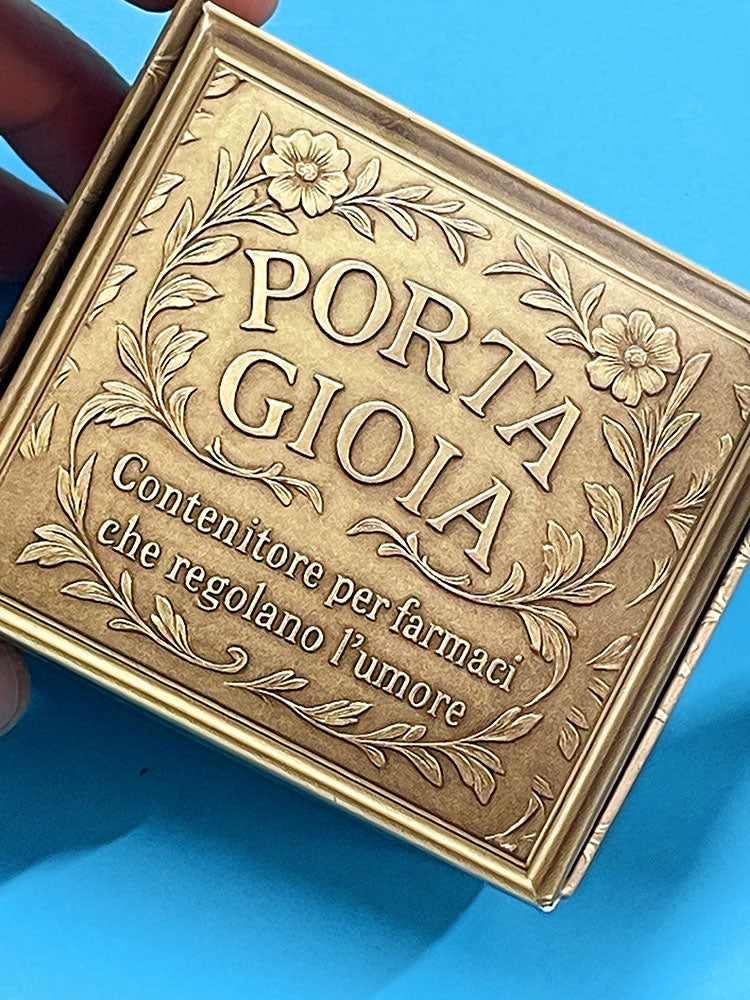 PORTA
GIOIA
Contenitore per farmaci
che regolano l'umore